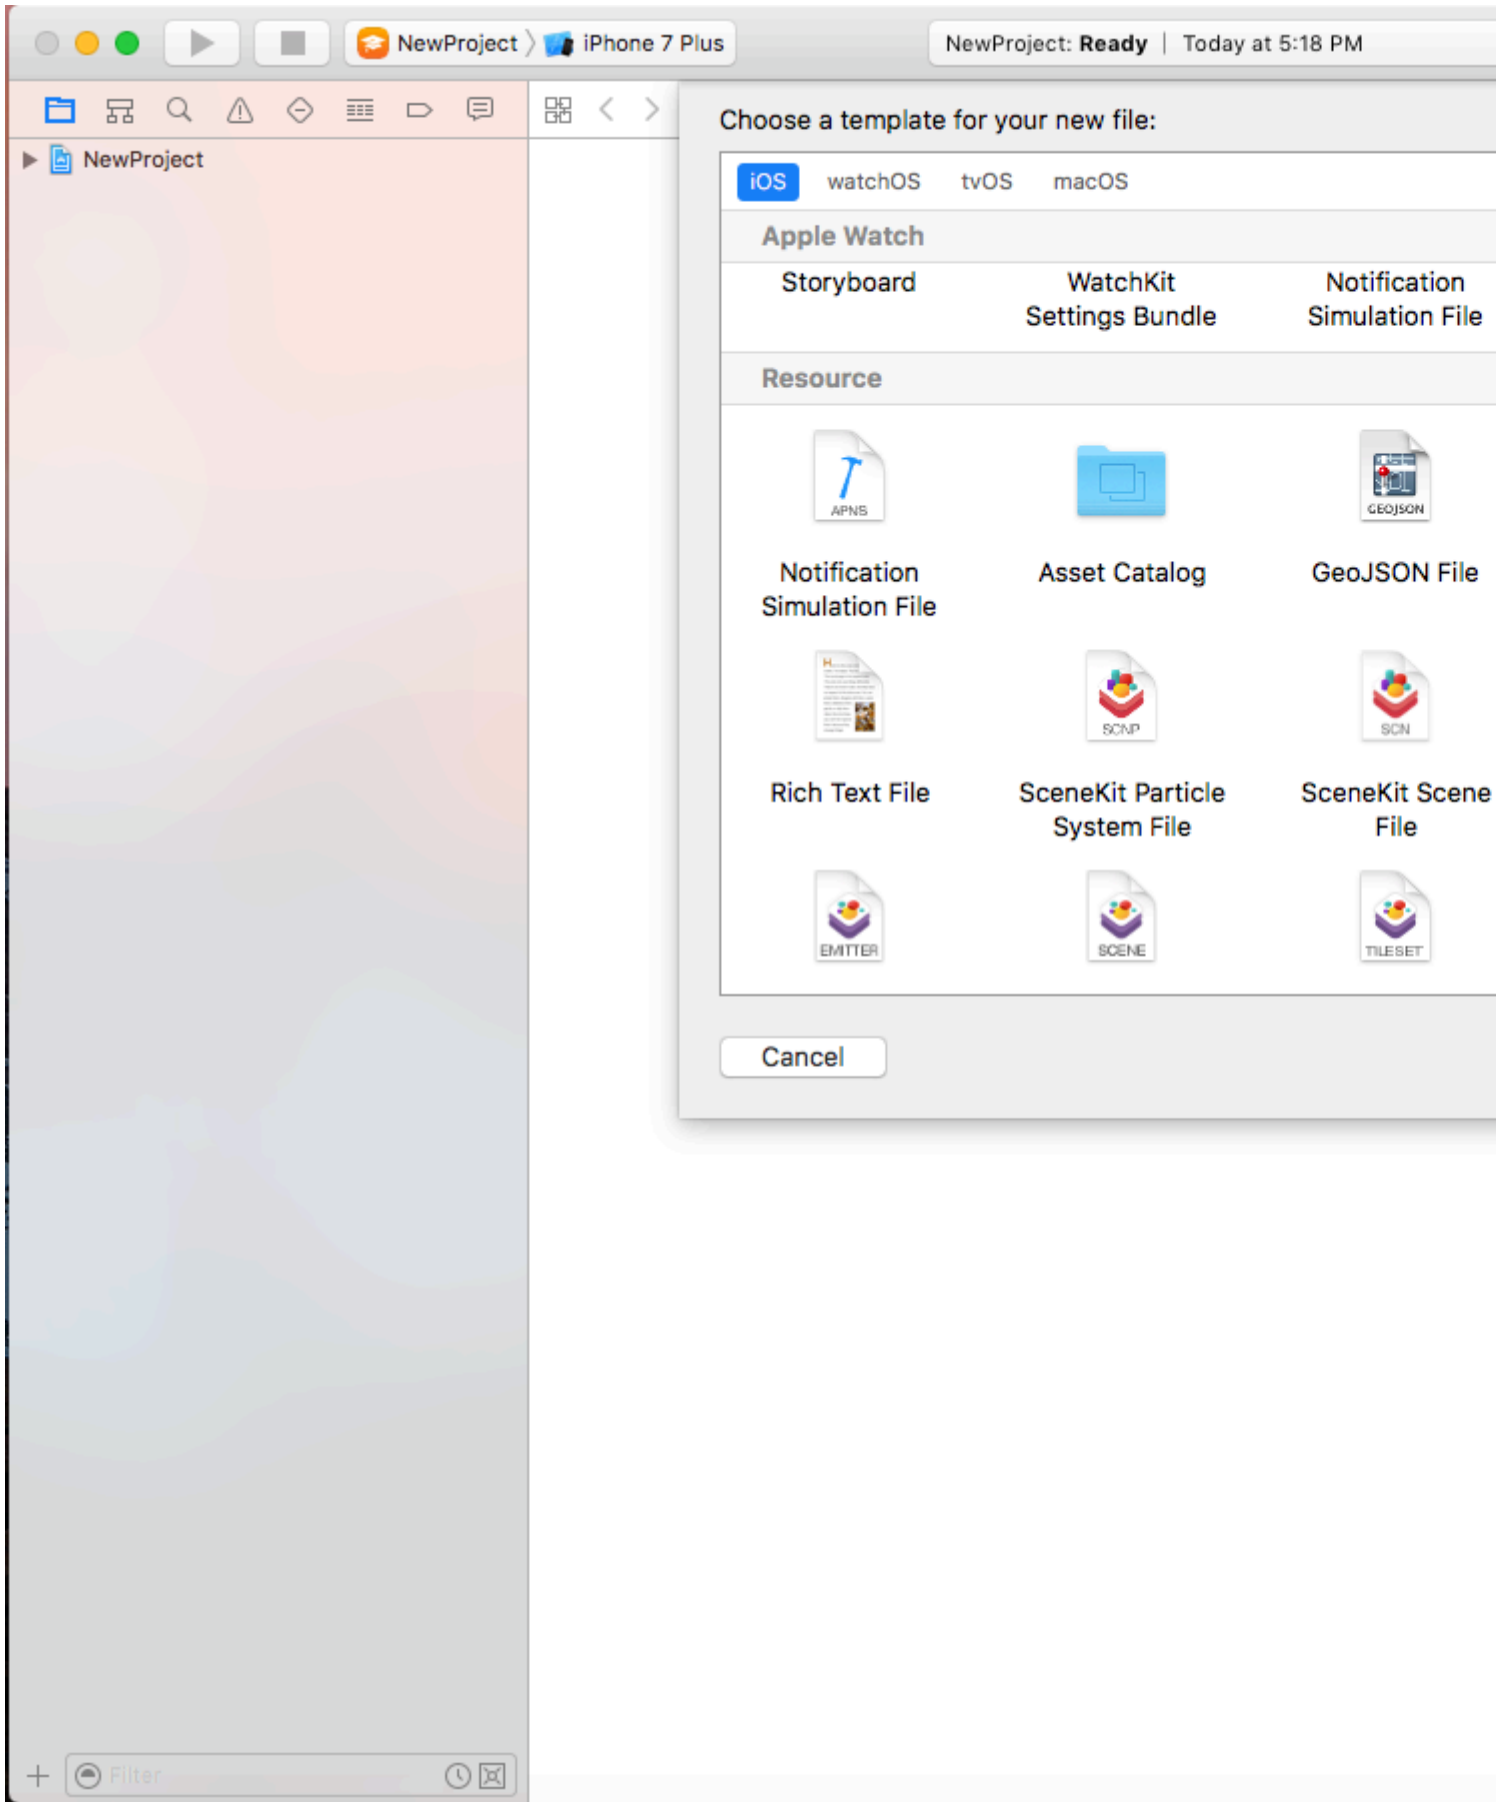 NewProject iPhone 7 Plus NewProject: Ready | Today at 5:18 PM
NewProject
Choose a template for your new file:
iOS watchOS tvOS macOS
Apple Watch
Storyboard
WatchKit
Settings Bundle
Notification
Simulation File
Resource
APNS
GEOJSON
Notification
Simulation File
Asset Catalog
GeoJSON File
SCNP
SCN
Rich Text File
SceneKit Particle
System File
SceneKit Scene
File
EMITTER
SCENE
TILESET
Cancel
Filter